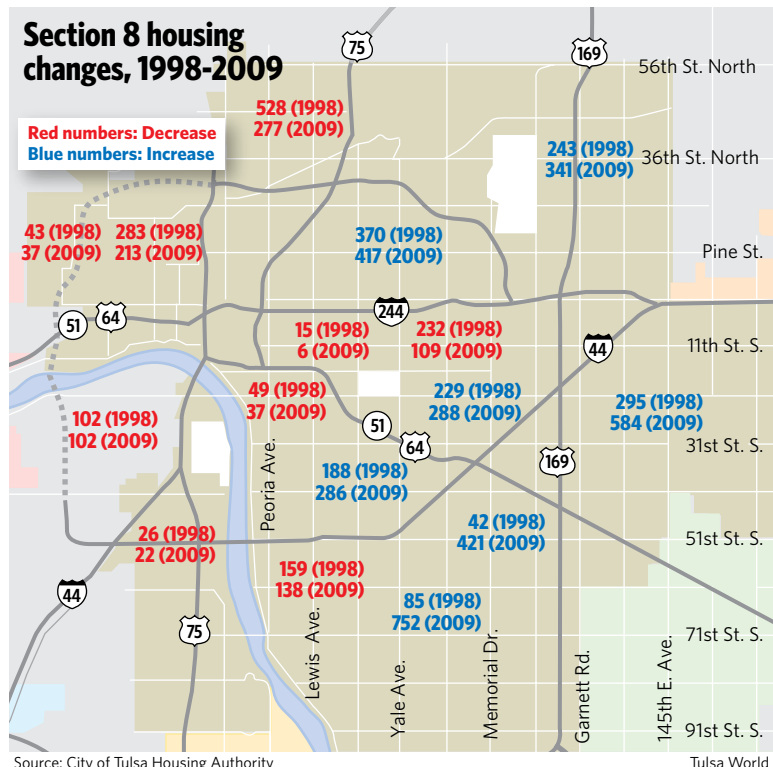 Section 8 housing
changes, 1998-2009
Red numbers: Decrease
Blue numbers: Increase
75
169
56th St. North
528 (1998)
277 (2009)
243 (1998)
341 (2009)
36th St. North
43 (1998)
37 (2009)
283 (1998)
213 (2009)
370 (1998)
417 (2009)
Pine St.
51
64
244
15 (1998)
6 (2009)
232 (1998)
109 (2009)
44
11th St. S.
49 (1998)
37 (2009)
229 (1998)
288 (2009)
295 (1998)
584 (2009)
102 (1998)
102 (2009)
51
64
169
31st St. S.
Peoria Ave.
188 (1998)
286 (2009)
26 (1998)
22 (2009)
42 (1998)
421 (2009)
51st St. S.
159 (1998)
138 (2009)
44
85 (1998)
752 (2009)
75
71st St. S.
Lewis Ave.
Yale Ave.
Memorial Dr.
Garnett Rd.
145th E. Ave.
91st St. S.
Source: City of Tulsa Housing Authority
Tulsa World